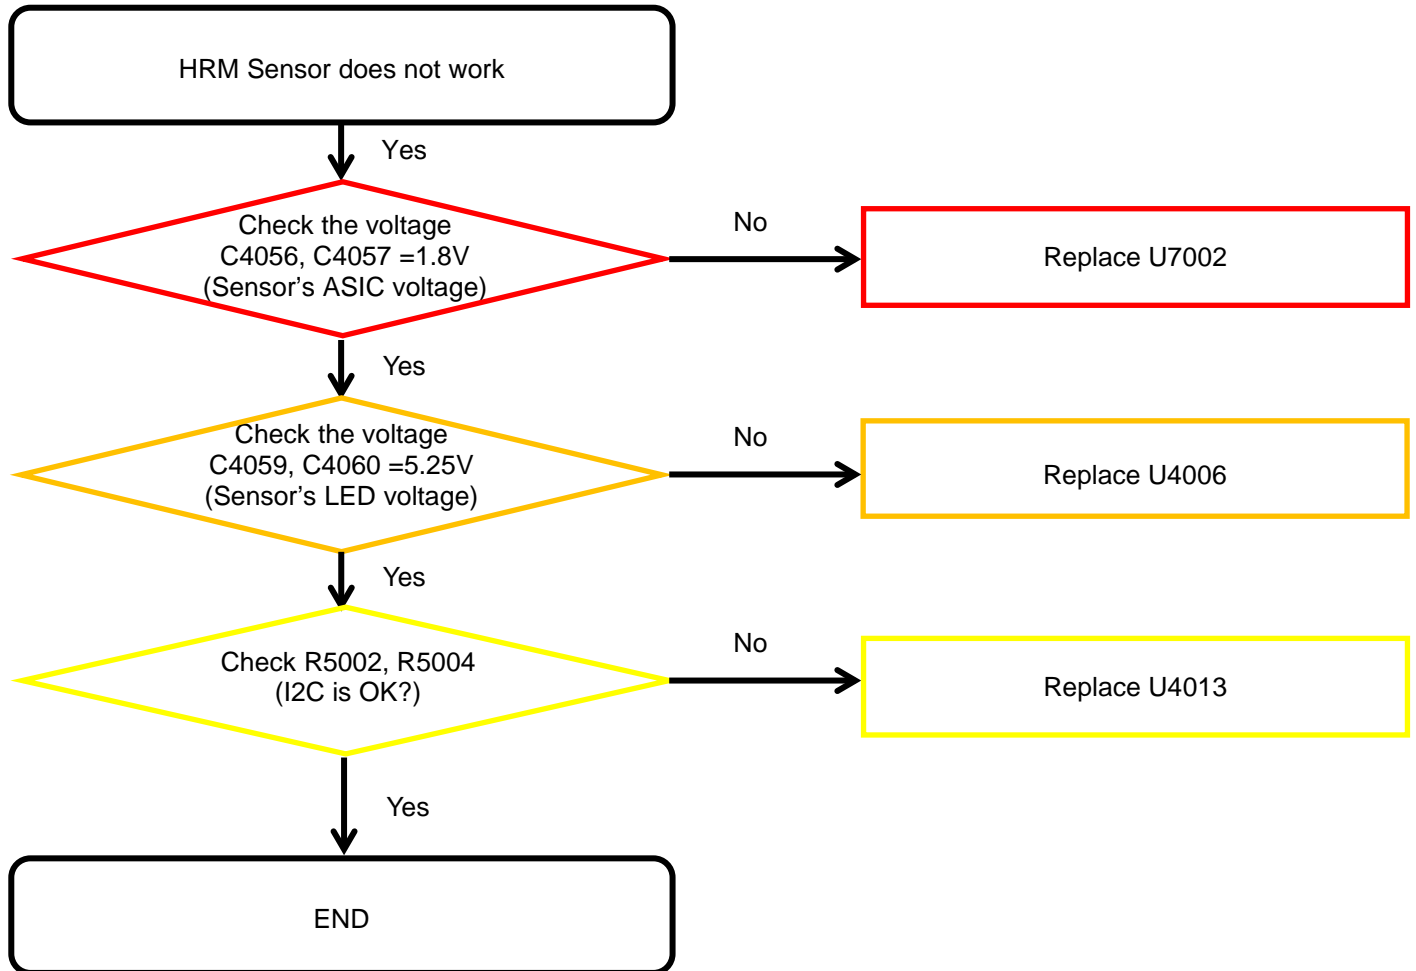 HRM Sensor does not work
Yes
Check the voltage
C4056, C4057 =1.8V
(Sensor’s ASIC voltage)
No
Replace U7002
Yes
Check the voltage
C4059, C4060 =5.25V
(Sensor’s LED voltage)
No
Replace U4006
Yes
Check R5002, R5004
(I2C is OK?)
No
Replace U4013
Yes
END